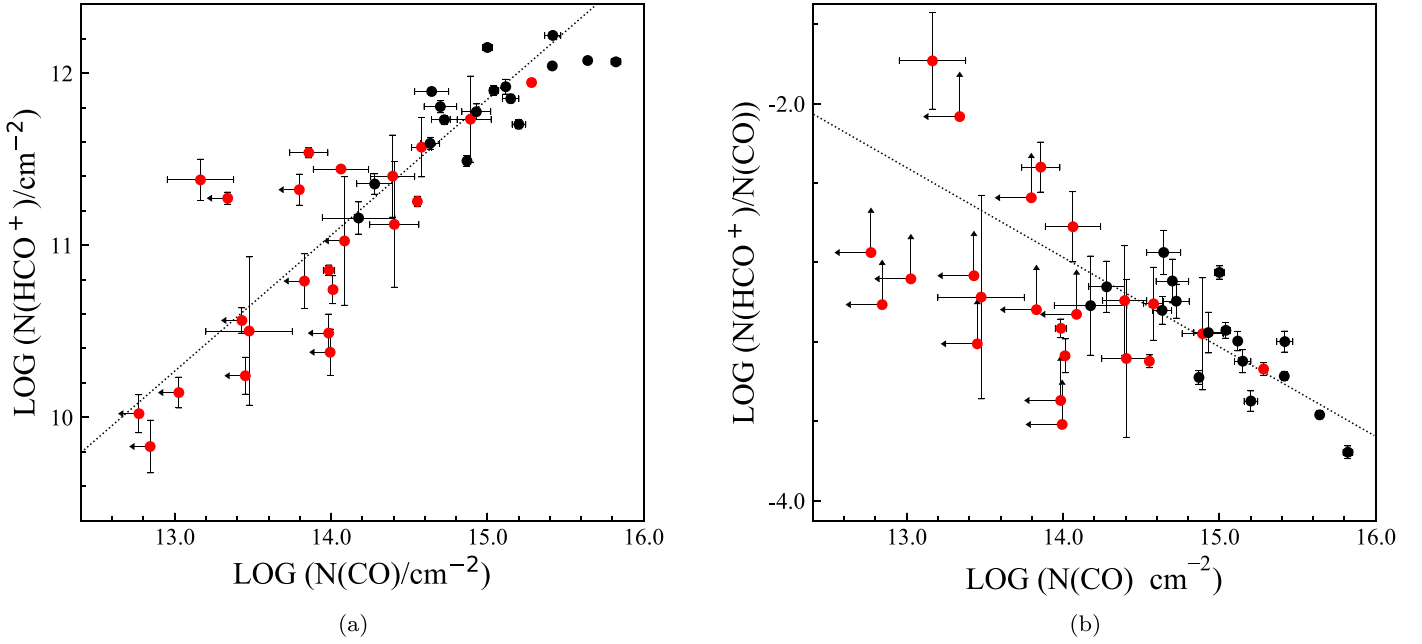 12
11
10
13.0 14.0 15.0 16.0
LOG (N(HCO⁺)/cm⁻²)
LOG (N(CO)/cm⁻²)
(a)
-2.0
-4.0
13.0 14.0 15.0 16.0
LOG (N(HCO⁺)/N(CO))
LOG (N(CO) cm⁻²)
(b)